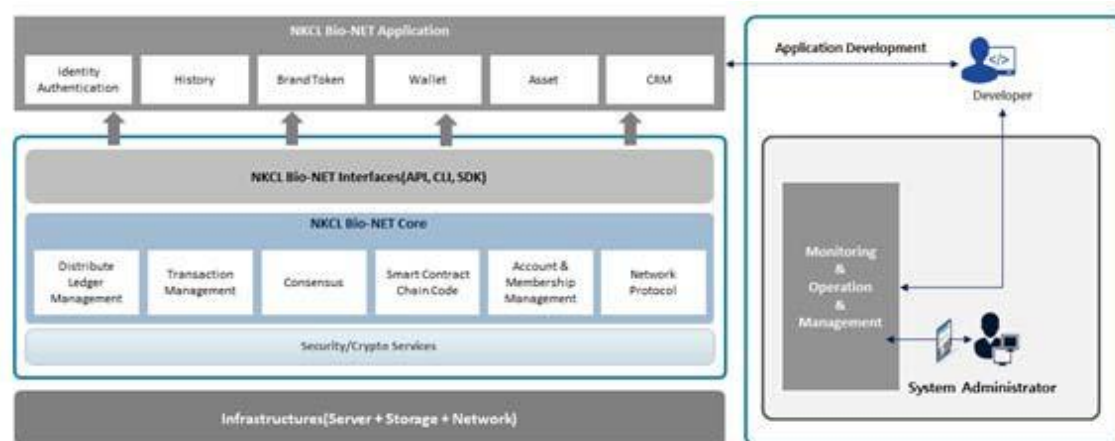 NKCL Bio-NET Application
Identity
Authentication
History
BrandToken
Wallet
Asset
CRM
NKCL Bio-NET Interfaces(API, CLI, SDK)
NKCL Bio-NET Core
Distribute
Ledger
Management
Transaction
Management
Consensus
Smart Contract
Chain Code
Account &
Membership
Management
Network
Protocol
Security/Crypto Services
Infrastructures(Server + Storage + Network)
Application Development
</>
Developer
Monitoring
&
Operation
&
Management
System Administrator